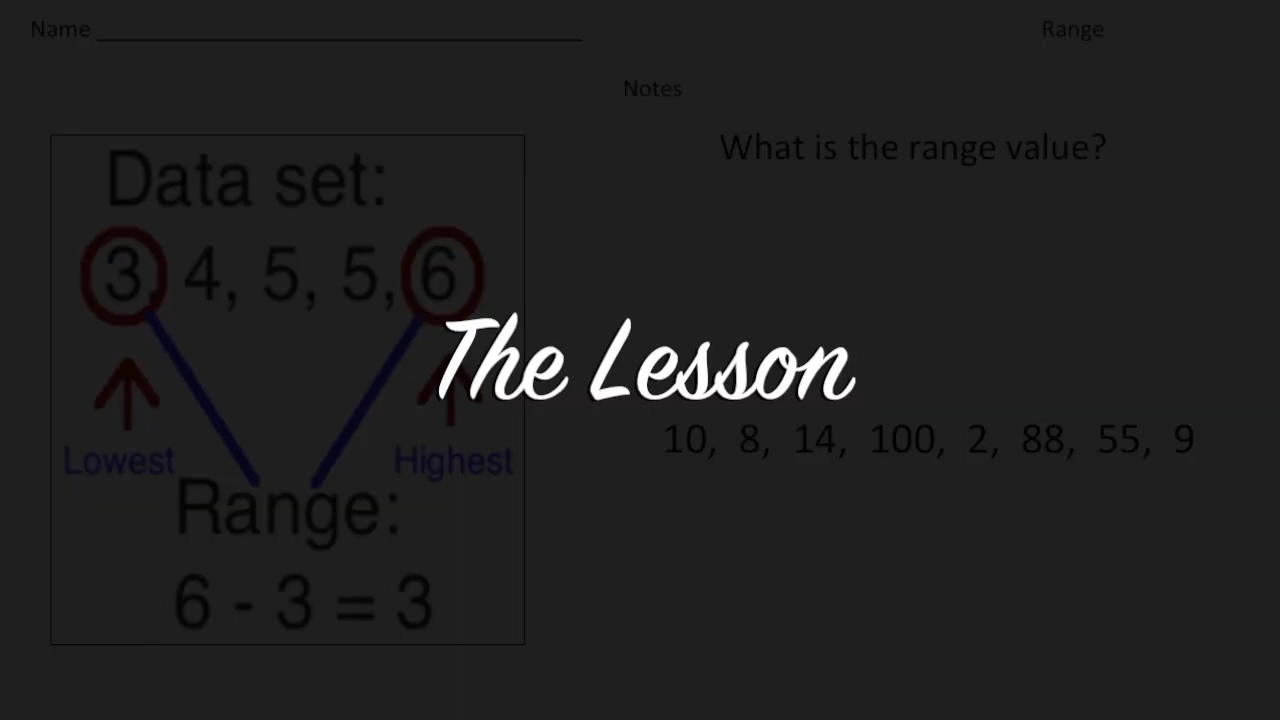 Name Range
Notes
Data set:
3, 4, 5, 5, 6
Lowest Highest
Range:
6 - 3 = 3
What is the range value?
10, 8, 14, 100, 2, 88, 55, 9
The Lesson